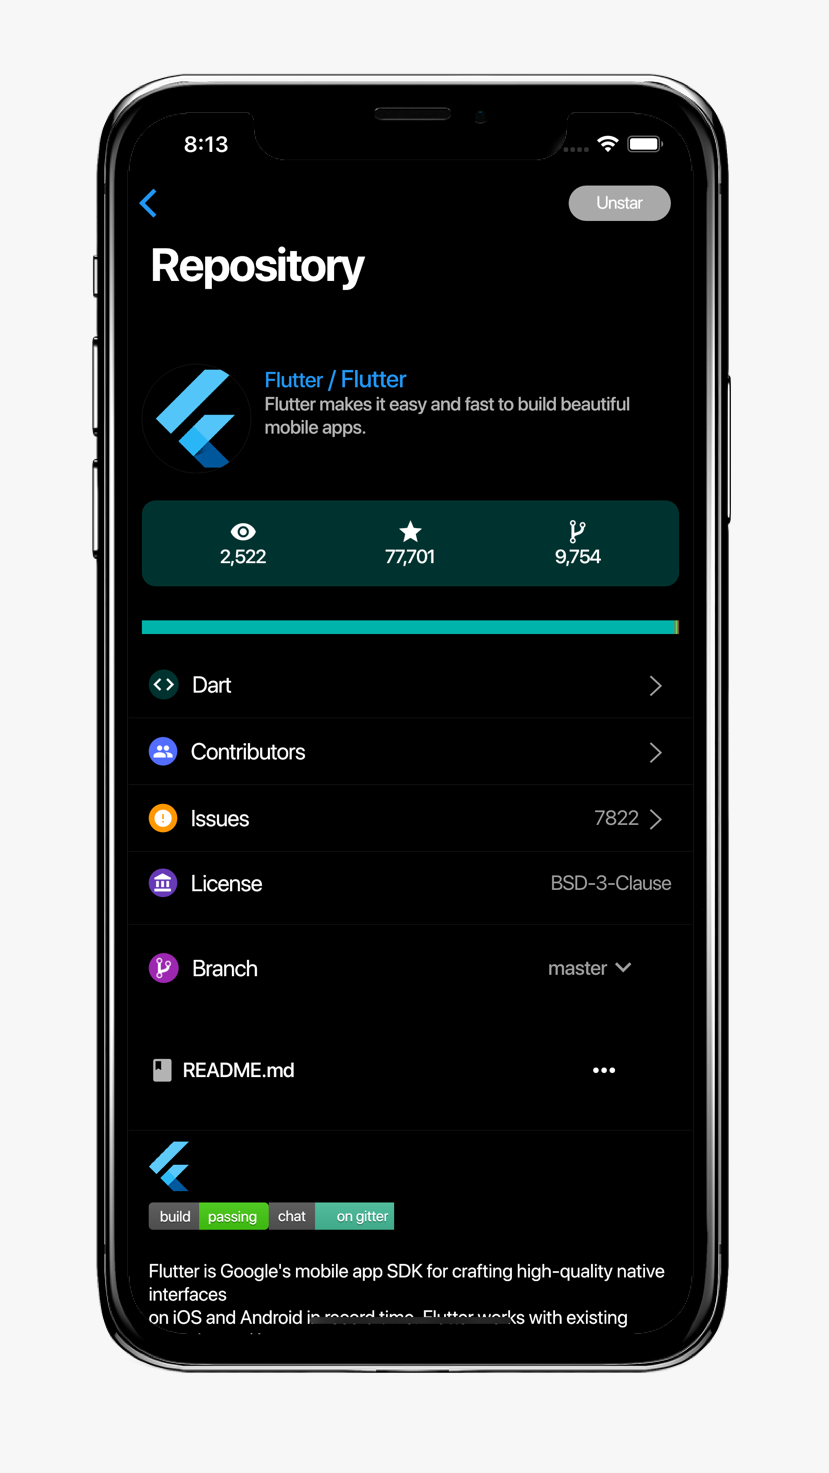 8:13
Unstar
Repository
Flutter / Flutter
Flutter makes it easy and fast to build beautiful
mobile apps.
2,522 77,701 9,754
Dart
Contributors
Issues 7822
License BSD-3-Clause
Branch master
README.md
build passing chat on gitter
Flutter is Google's mobile app SDK for crafting high-quality native
interfaces
on iOS and Android in record time. Flutter works with existing